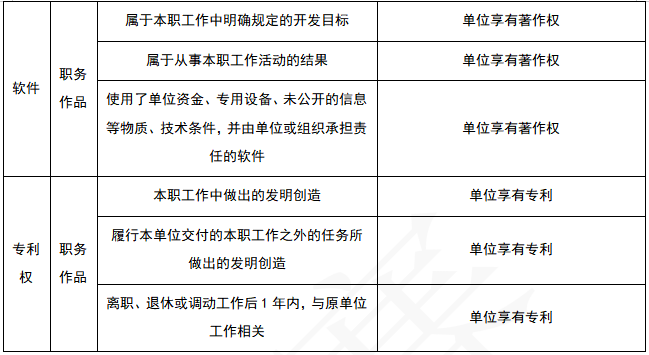 属于本职工作中明确规定的开发目标
单位享有著作权
软件
职务
作品
属于从事本职工作活动的结果
单位享有著作权
使用了单位资金、专用设备、未公开的信息
等物质、技术条件，并由单位或组织承担责
任的软件
单位享有著作权
专利
权
职务
作品
本职工作中做出的发明创造
单位享有专利
履行本单位交付的本职工作之外的任务所
做出的发明创造
单位享有专利
离职、退休或调动工作后 1 年内，与原单位
工作相关
单位享有专利